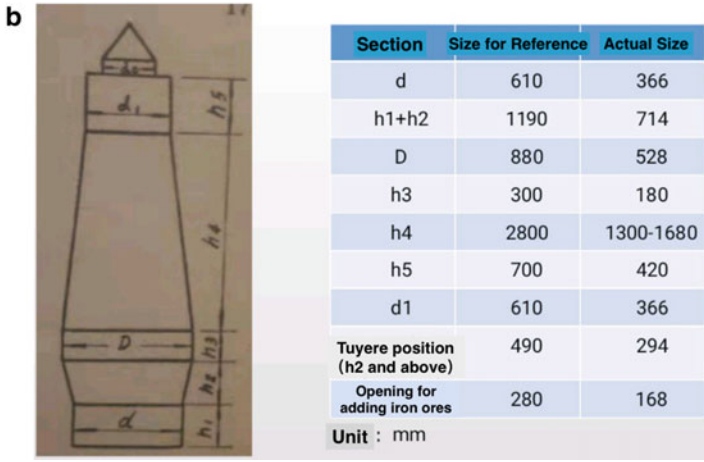 b
17
d₀
d₁
h5
h4
D
h3
h2
d
h1
Section Size for Reference Actual Size
d 610 366
h1+h2 1190 714
D 880 528
h3 300 180
h4 2800 1300-1680
h5 700 420
d1 610 366
Tuyere position 490 294
(h2 and above)
Opening for
adding iron ores 280 168
Unit : mm